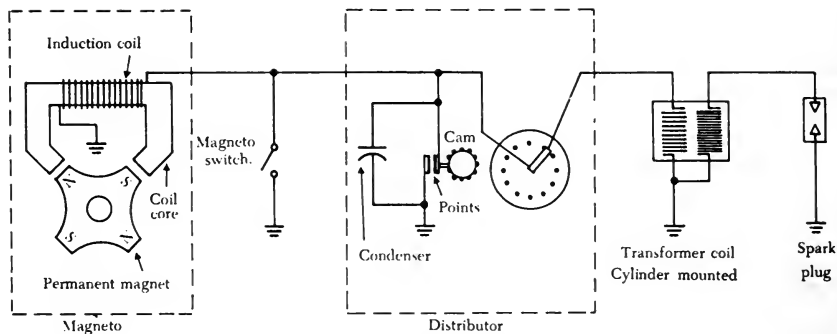 Induction coil
Magneto
switch.
Coil
core
Permanent magnet
Magneto
N
S
S
N
Cam
Points
Condenser
Distributor
Transformer coil
Cylinder mounted
Spark
plug